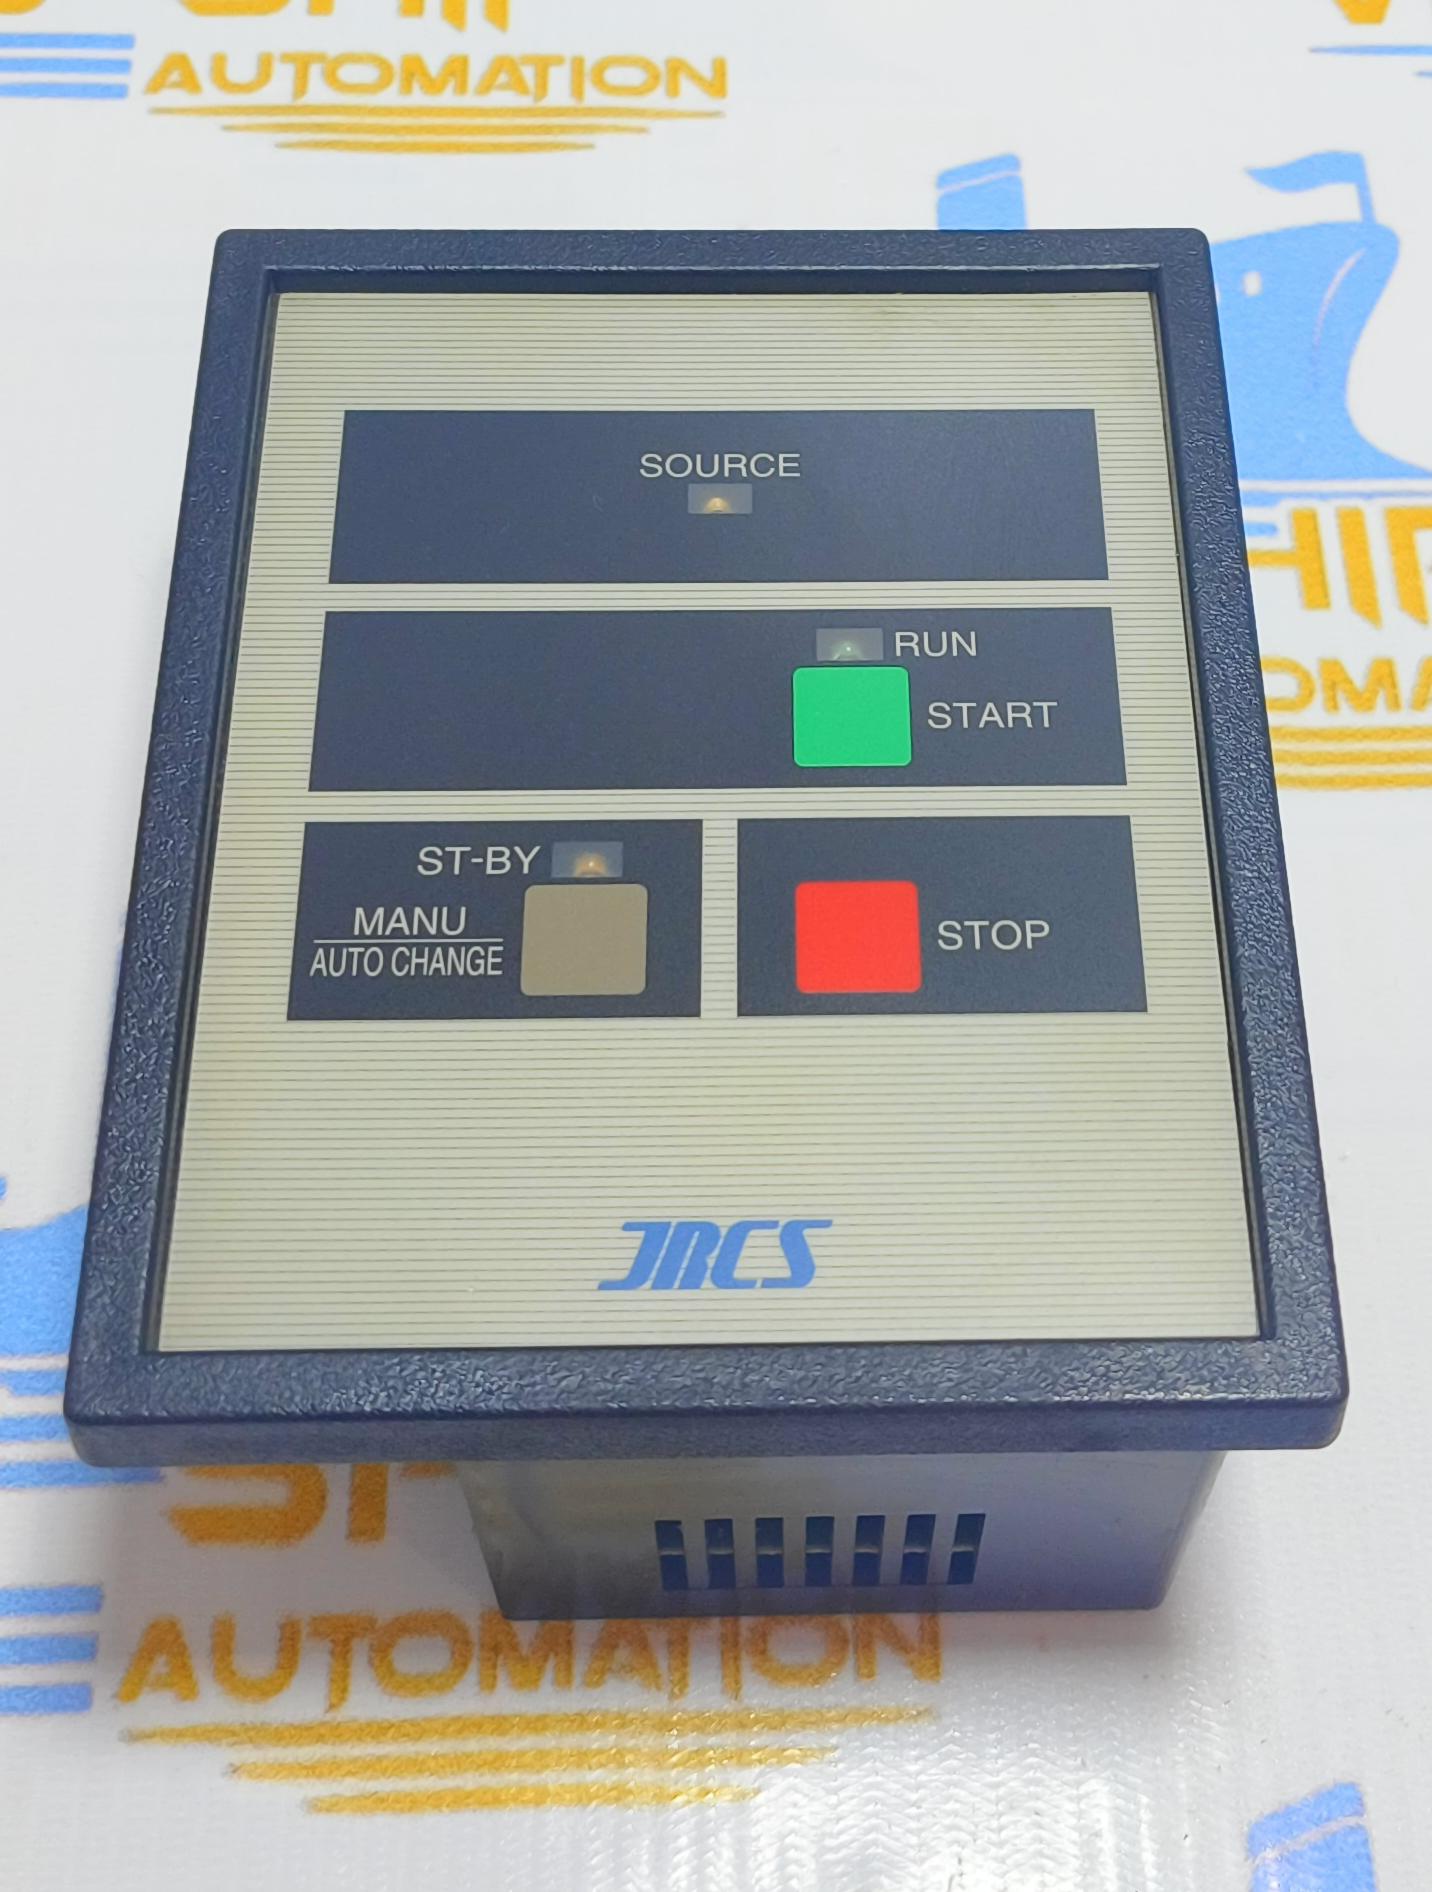 AUTOMATION
SOURCE
RUN
START
ST-BY
MANU
AUTO CHANGE
STOP
JRCS
AUTOMATION